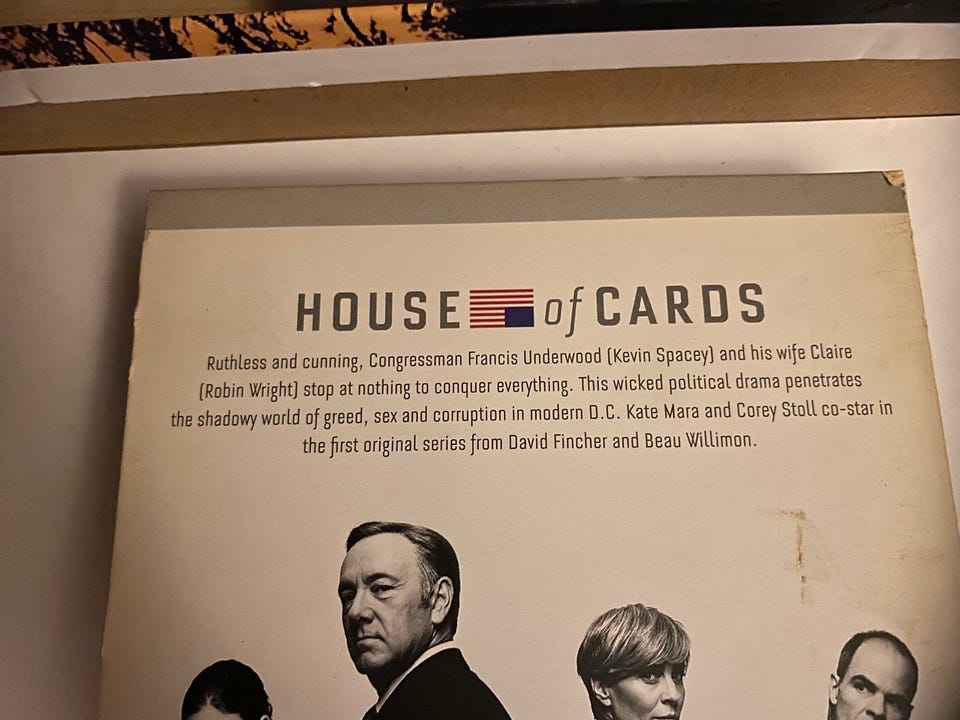 HOUSE of CARDS
Ruthless and cunning, Congressman Francis Underwood (Kevin Spacey) and his wife Claire
(Robin Wright) stop at nothing to conquer everything. This wicked political drama penetrates
the shadowy world of greed, sex and corruption in modern D.C. Kate Mara and Corey Stoll co-star in
the first original series from David Fincher and Beau Willimon.